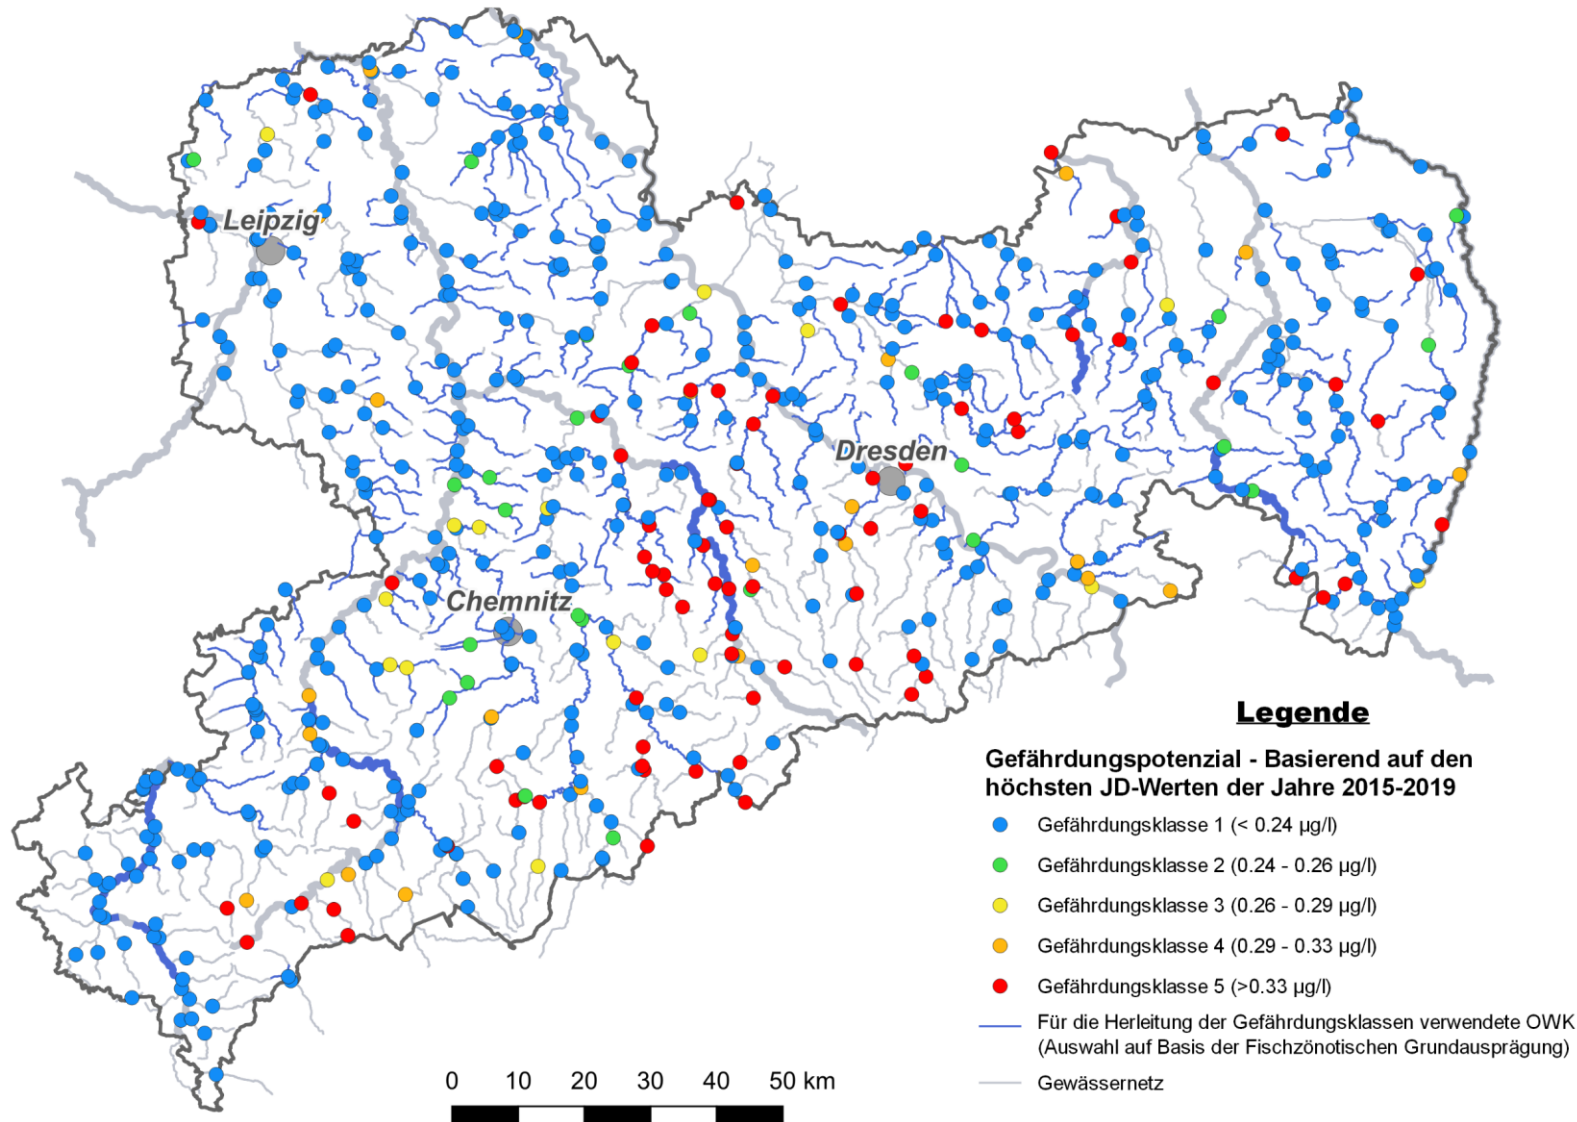 Leipzig
Dresden
Chemnitz
Legende
Gefährdungspotenzial - Basierend auf den
höchsten JD-Werten der Jahre 2015-2019
Gefährdungsklasse 1 (< 0.24 µg/l)
Gefährdungsklasse 2 (0.24 - 0.26 µg/l)
Gefährdungsklasse 3 (0.26 - 0.29 µg/l)
Gefährdungsklasse 4 (0.29 - 0.33 µg/l)
Gefährdungsklasse 5 (>0.33 µg/l)
Für die Herleitung der Gefährdungsklassen verwendete OWK
(Auswahl auf Basis der Fischzönotischen Grundausprägung)
Gewässernetz
0 10 20 30 40 50 km